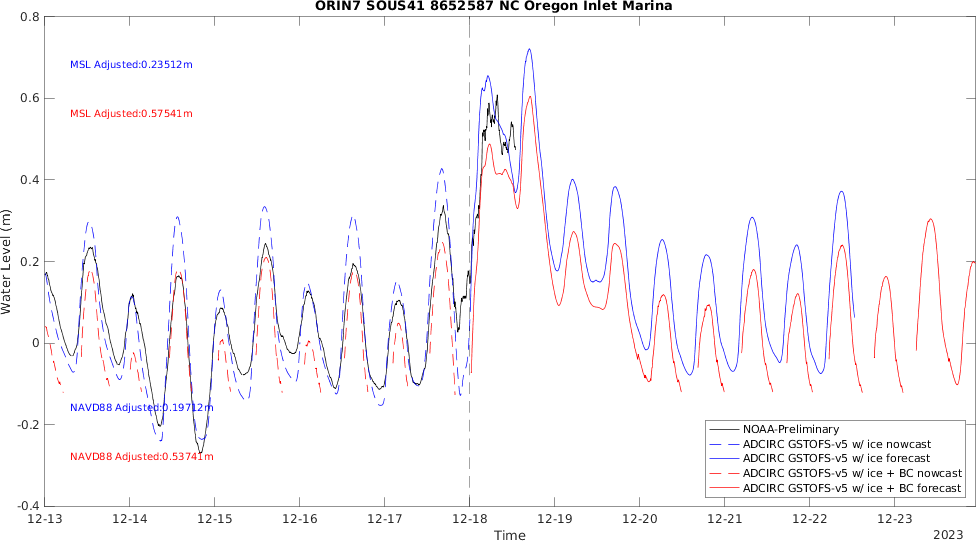 ORIN7 SOUS41 8652587 NC Oregon Inlet Marina
0.8
MSL Adjusted:0.23512m
0.6
MSL Adjusted:0.57541m
0.4
0.2
Water Level (m)
0
NAVD88 Adjusted:0.19712m
-0.2
NAVD88 Adjusted:0.53741m
-0.4
NOAA-Preliminary
ADCIRC GSTOFS-v5 w/ ice nowcast
ADCIRC GSTOFS-v5 w/ ice forecast
ADCIRC GSTOFS-v5 w/ ice + BC nowcast
ADCIRC GSTOFS-v5 w/ ice + BC forecast
12-13 12-14 12-15 12-16 12-17 12-18 12-19 12-20 12-21 12-22 12-23
Time
2023